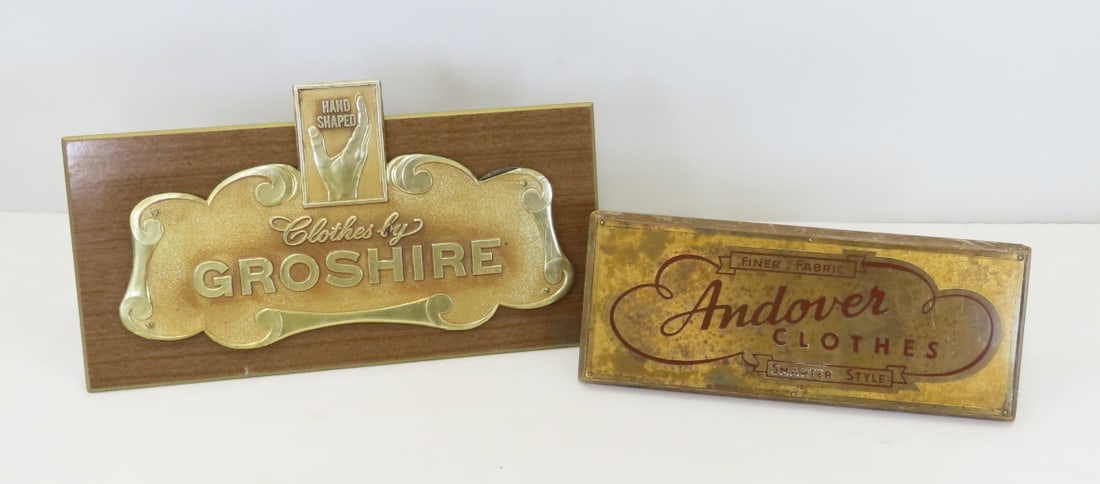 HAND
SHAPED
Clothes by
GROSHIRE
FINER FABRIC
Andover
CLOTHES
SMARTER STYLE